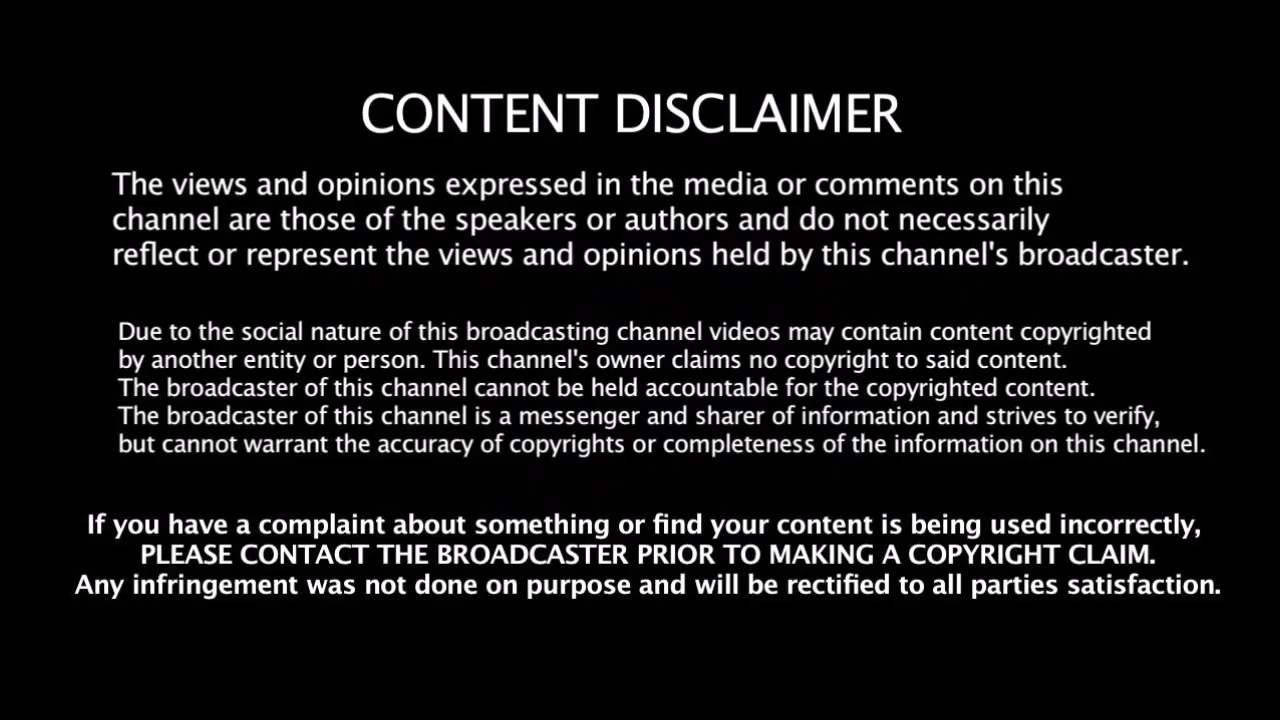 CONTENT DISCLAIMER
The views and opinions expressed in the media or comments on this
channel are those of the speakers or authors and do not necessarily
reflect or represent the views and opinions held by this channel's broadcaster.
Due to the social nature of this broadcasting channel videos may contain content copyrighted
by another entity or person. This channel's owner claims no copyright to said content.
The broadcaster of this channel cannot be held accountable for the copyrighted content.
The broadcaster of this channel is a messenger and sharer of information and strives to verify,
but cannot warrant the accuracy of copyrights or completeness of the information on this channel.
If you have a complaint about something or find your content is being used incorrectly,
PLEASE CONTACT THE BROADCASTER PRIOR TO MAKING A COPYRIGHT CLAIM.
Any infringement was not done on purpose and will be rectified to all parties satisfaction.